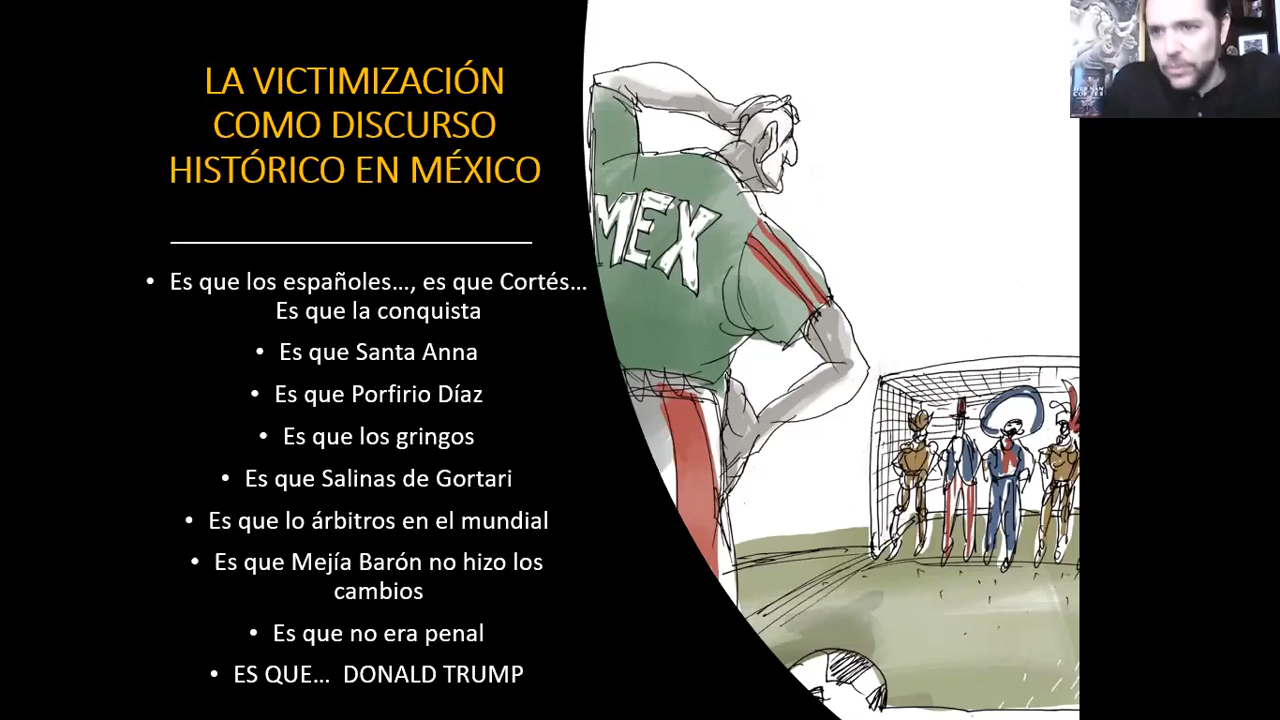 LA VICTIMIZACIÓN
COMO DISCURSO
HISTÓRICO EN MÉXICO
• Es que los españoles..., es que Cortés...
Es que la conquista
• Es que Santa Anna
• Es que Porfirio Díaz
• Es que los gringos
• Es que Salinas de Gortari
• Es que lo árbitros en el mundial
• Es que Mejía Barón no hizo los
cambios
• Es que no era penal
• ES QUE... DONALD TRUMP
MEX
HERNÁN
CORTÉS